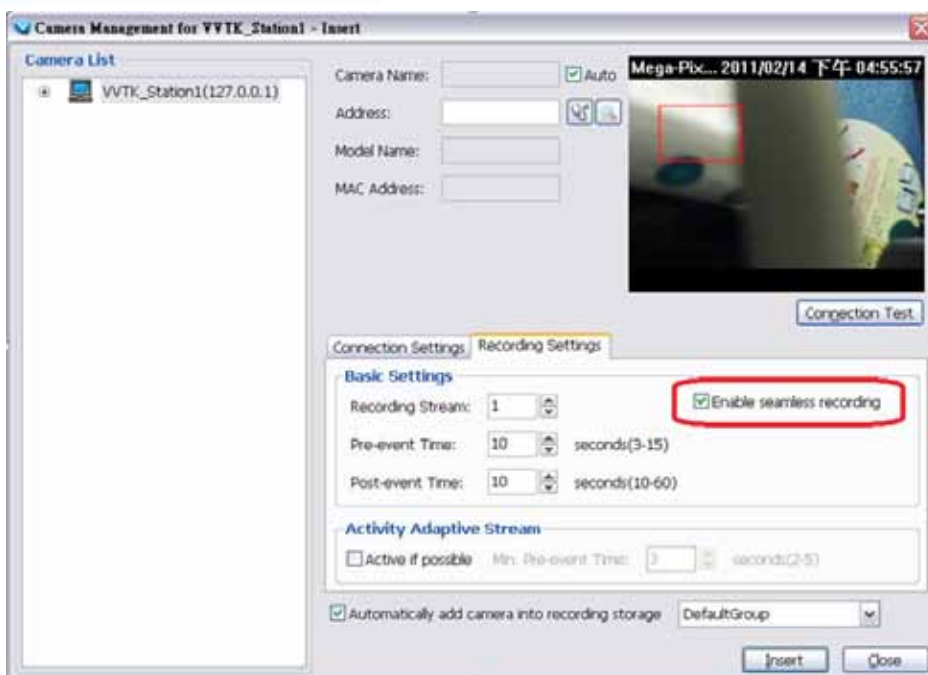 Camera Management for VVTK_Station1 - Insert
Camera List
VVTK_Station1(127.0.0.1)
Camera Name:
Auto
Address:
Model Name:
MAC Address:
Mega-Pix... 2011/02/14 下午 04:55:57
Connection Test
Connection Settings
Recording Settings
Basic Settings
Recording Stream: 1
Enable seamless recording
Pre-event Time: 10 seconds(3-15)
Post-event Time: 10 seconds(10-60)
Activity Adaptive Stream
Active if possible
Min. Pre-event Time: 3 seconds(2-5)
Automatically add camera into recording storage
DefaultGroup
Insert
Close